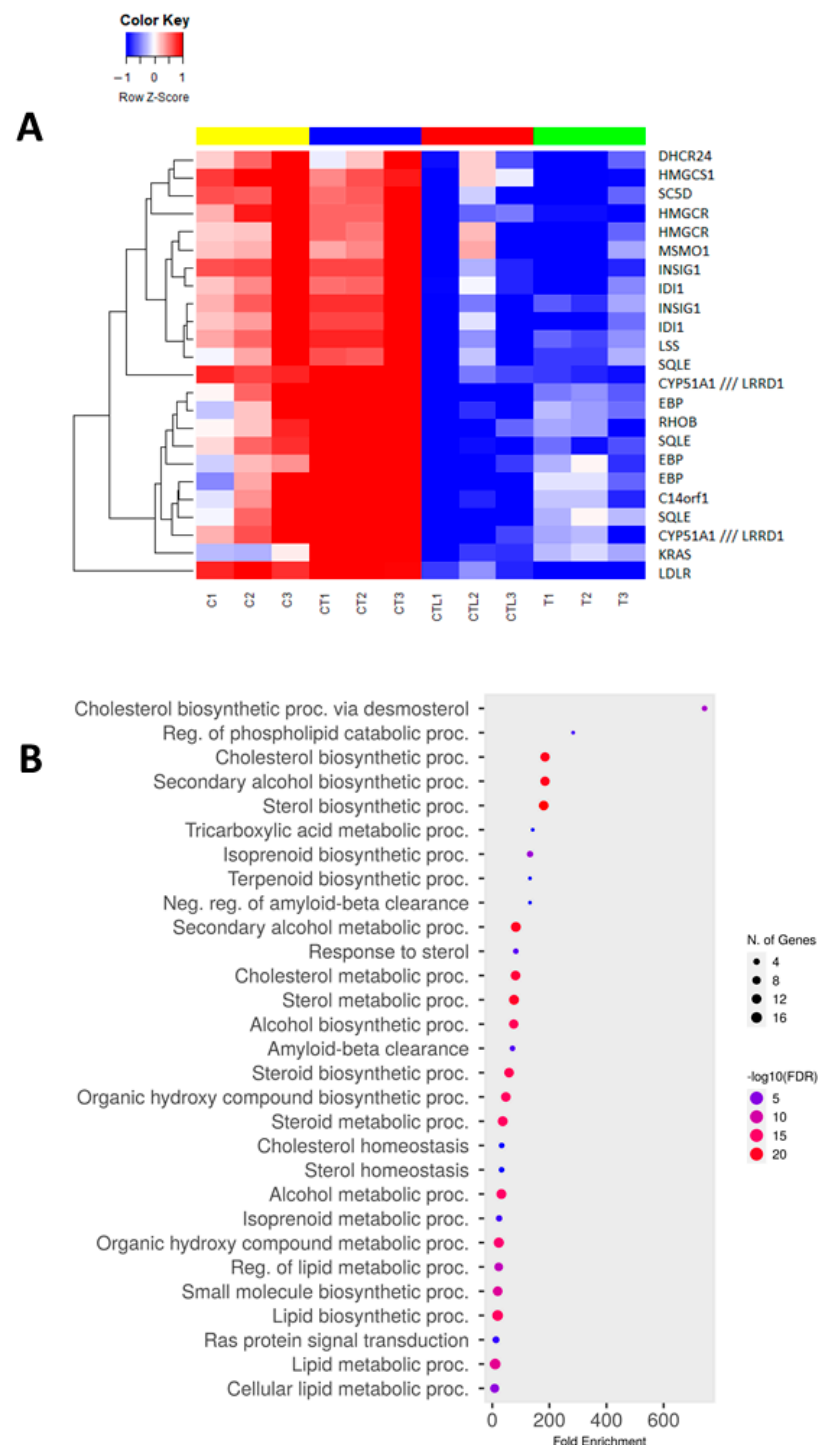 Color Key
−1 0 1
Row Z-Score
A
DHCR24
HMGCS1
SC5D
HMGCR
HMGCR
MSMO1
INSIG1
IDI1
INSIG1
IDI1
LSS
SQLE
CYP51A1 /// LRRD1
EBP
RHOB
SQLE
EBP
EBP
C14orf1
SQLE
CYP51A1 /// LRRD1
KRAS
LDLR
C1 C2 C3 CT1 CT2 CT3 CTL1 CTL2 CTL3 T1 T2 T3
B
Cholesterol biosynthetic proc. via desmosterol
Reg. of phospholipid catabolic proc.
Cholesterol biosynthetic proc.
Secondary alcohol biosynthetic proc.
Sterol biosynthetic proc.
Tricarboxylic acid metabolic proc.
Isoprenoid biosynthetic proc.
Terpenoid biosynthetic proc.
Neg. reg. of amyloid-beta clearance
Secondary alcohol metabolic proc.
Response to sterol
Cholesterol metabolic proc.
Sterol metabolic proc.
Alcohol biosynthetic proc.
Amyloid-beta clearance
Steroid biosynthetic proc.
Organic hydroxy compound biosynthetic proc.
Steroid metabolic proc.
Cholesterol homeostasis
Sterol homeostasis
Alcohol metabolic proc.
Isoprenoid metabolic proc.
Organic hydroxy compound metabolic proc.
Reg. of lipid metabolic proc.
Small molecule biosynthetic proc.
Lipid biosynthetic proc.
Ras protein signal transduction
Lipid metabolic proc.
Cellular lipid metabolic proc.
0 200 400 600
Fold Enrichment
N. of Genes
4
8
12
16
-log10(FDR)
5
10
15
20